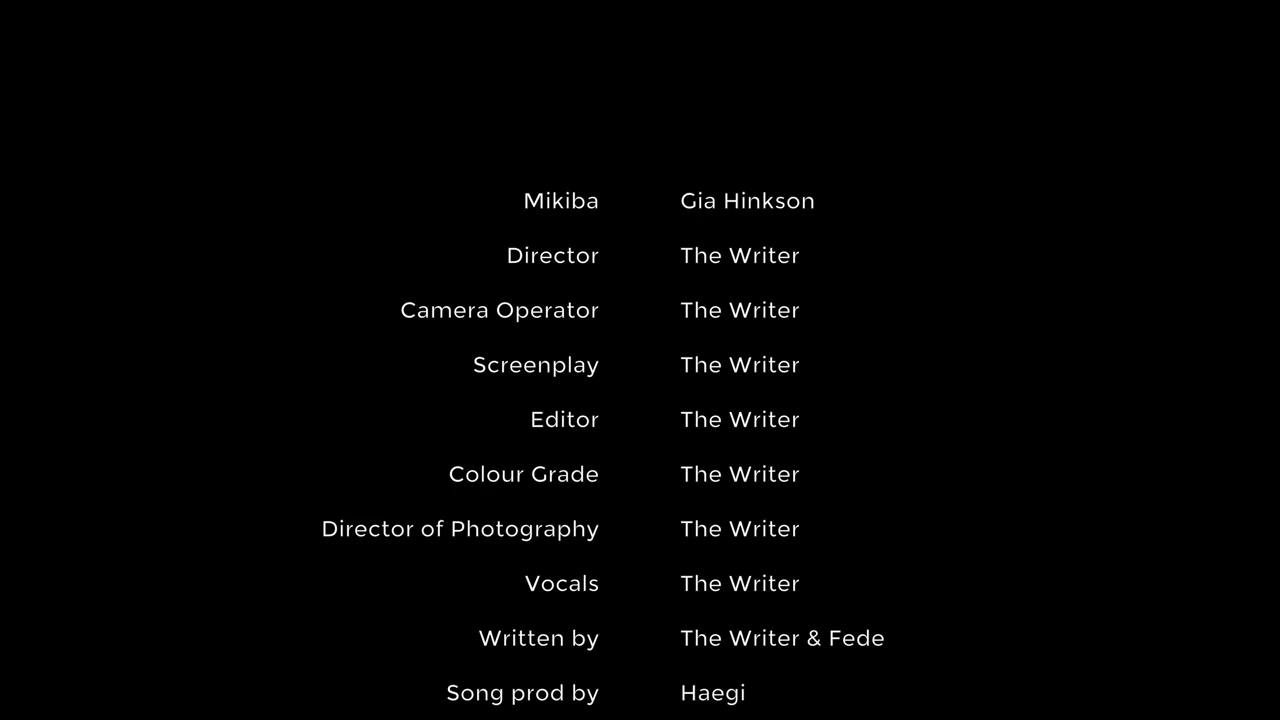 Mikiba Gia Hinkson
Director The Writer
Camera Operator The Writer
Screenplay The Writer
Editor The Writer
Colour Grade The Writer
Director of Photography The Writer
Vocals The Writer
Written by The Writer & Fede
Song prod by Haegi